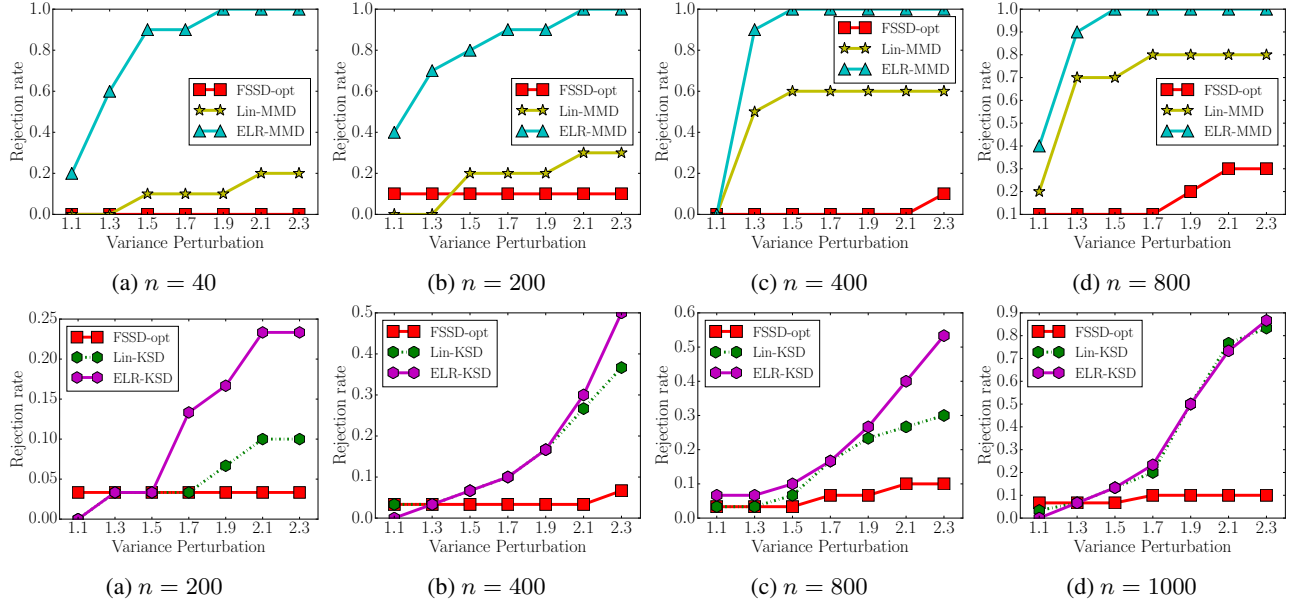 1.0
0.8
0.6
0.4
0.2
0.0
Rejection rate
FSSD-opt
Lin-MMD
ELR-MMD
1.1 1.3 1.5 1.7 1.9 2.1 2.3
Variance Perturbation
(a) n = 40
1.0
0.8
0.6
0.4
0.2
0.0
Rejection rate
FSSD-opt
Lin-MMD
ELR-MMD
1.1 1.3 1.5 1.7 1.9 2.1 2.3
Variance Perturbation
(b) n = 200
1.0
0.8
0.6
0.4
0.2
0.0
Rejection rate
FSSD-opt
Lin-MMD
ELR-MMD
1.1 1.3 1.5 1.7 1.9 2.1 2.3
Variance Perturbation
(c) n = 400
1.0
0.9
0.8
0.7
0.6
0.5
0.4
0.3
0.2
0.1
Rejection rate
FSSD-opt
Lin-MMD
ELR-MMD
1.1 1.3 1.5 1.7 1.9 2.1 2.3
Variance Perturbation
(d) n = 800
0.25
0.20
0.15
0.10
0.05
0.00
Rejection rate
FSSD-opt
Lin-KSD
ELR-KSD
1.1 1.3 1.5 1.7 1.9 2.1 2.3
Variance Perturbation
(a) n = 200
0.5
0.4
0.3
0.2
0.1
0.0
Rejection rate
FSSD-opt
Lin-KSD
ELR-KSD
1.1 1.3 1.5 1.7 1.9 2.1 2.3
Variance Perturbation
(b) n = 400
0.6
0.5
0.4
0.3
0.2
0.1
0.0
Rejection rate
FSSD-opt
Lin-KSD
ELR-KSD
1.1 1.3 1.5 1.7 1.9 2.1 2.3
Variance Perturbation
(c) n = 800
0.9
0.8
0.7
0.6
0.5
0.4
0.3
0.2
0.1
0.0
Rejection rate
FSSD-opt
Lin-KSD
ELR-KSD
1.1 1.3 1.5 1.7 1.9 2.1 2.3
Variance Perturbation
(d) n = 1000